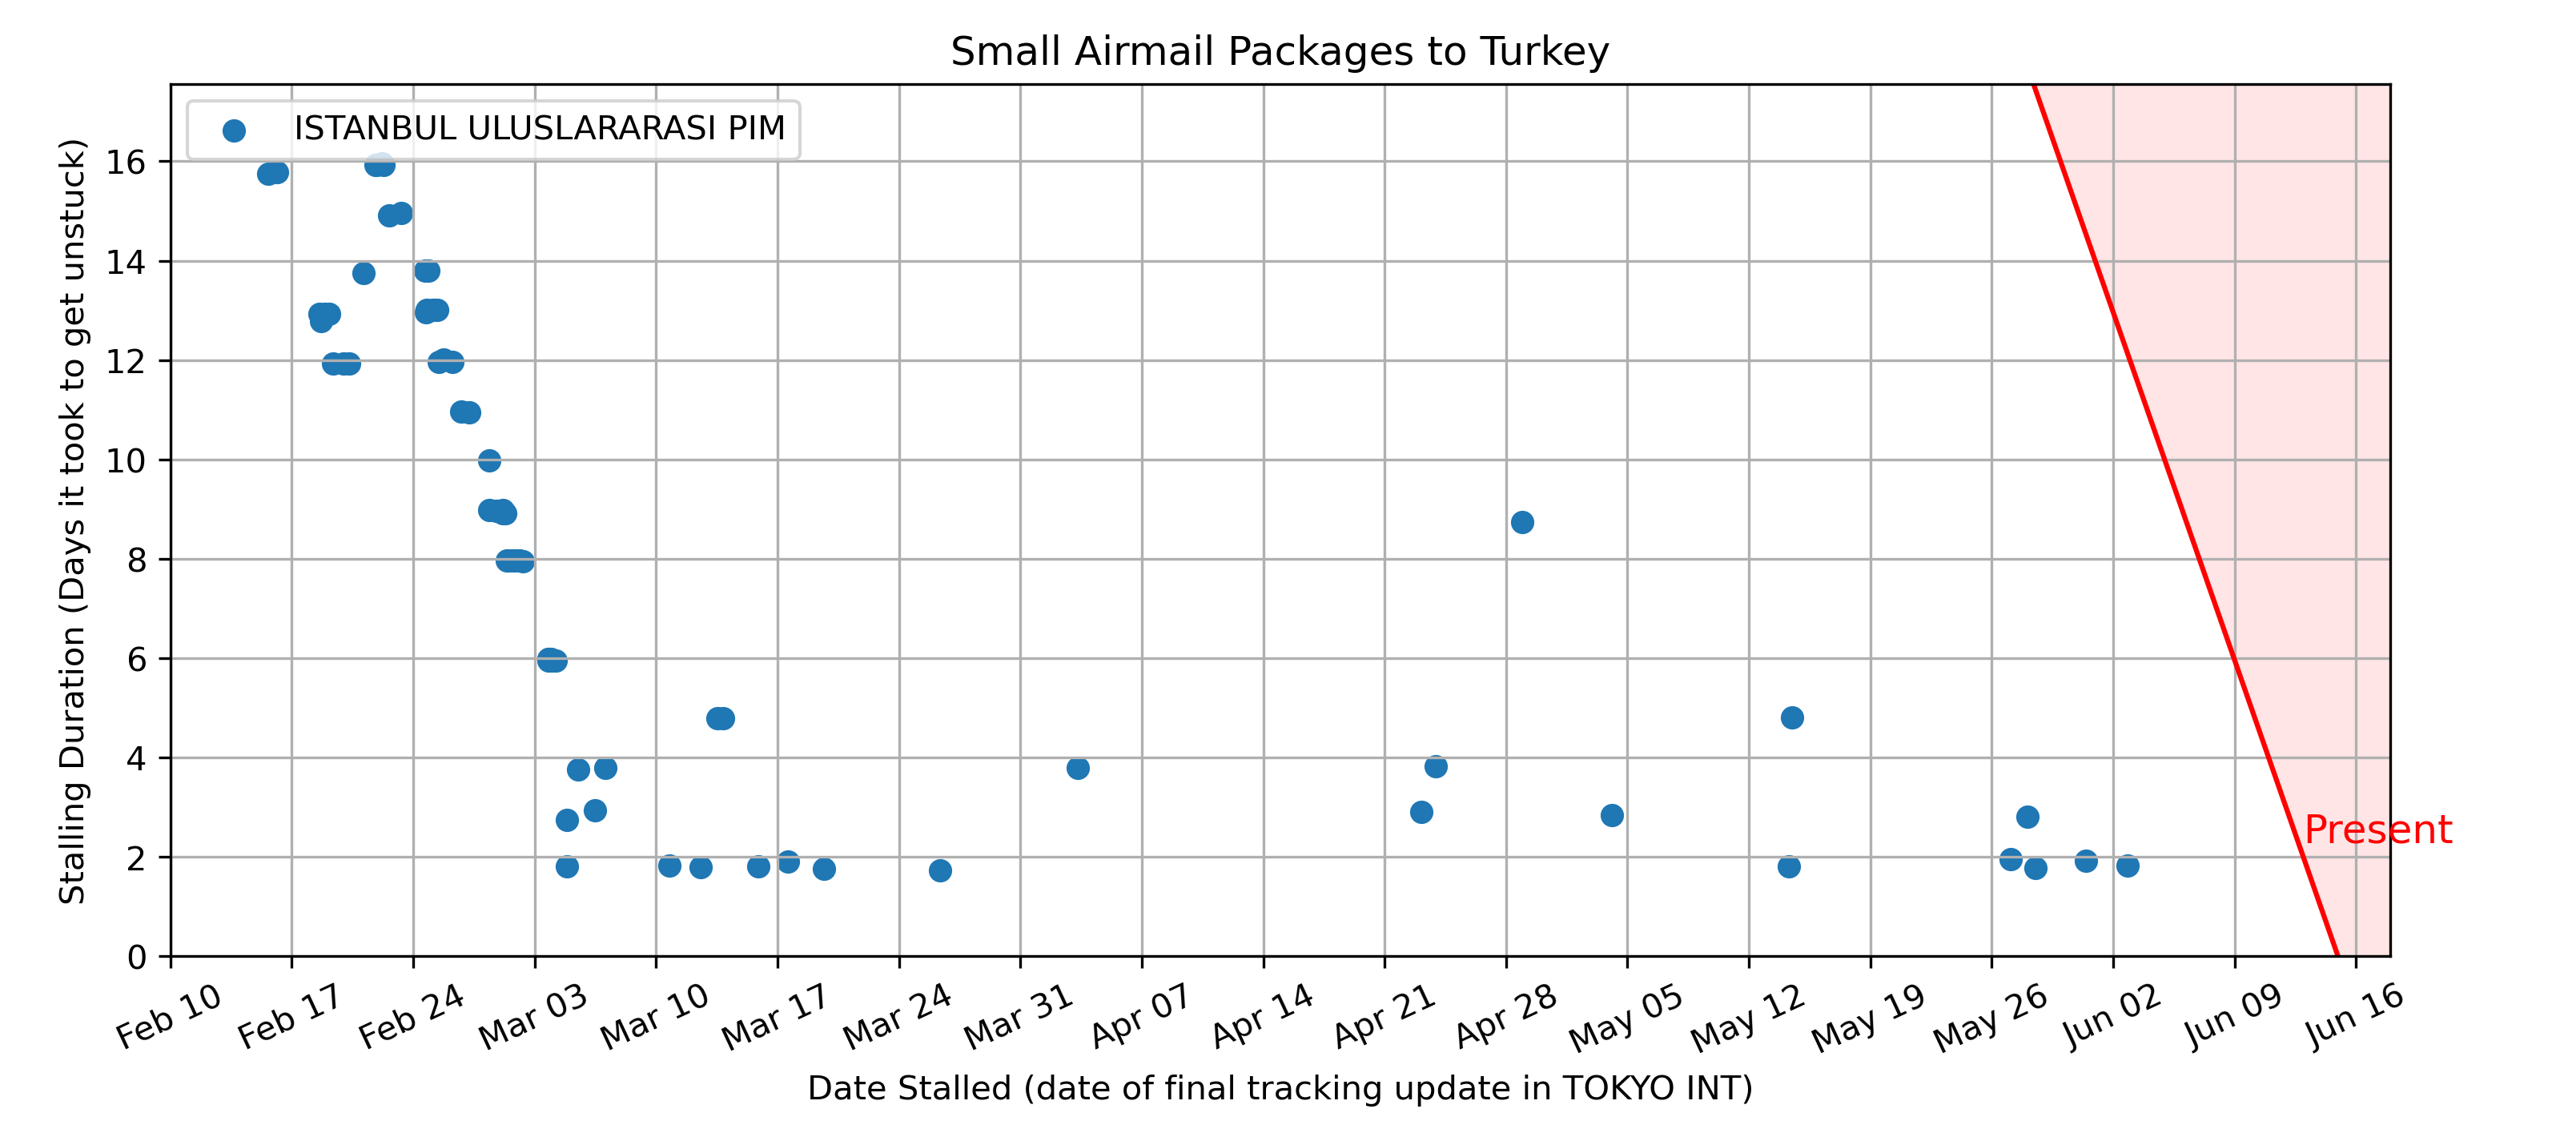 Small Airmail Packages to Turkey
ISTANBUL ULUSLARARASI PIM
Stalling Duration (Days it took to get unstuck)
16
14
12
10
8
6
4
2
0
Present
Feb 10
Feb 17
Feb 24
Mar 03
Mar 10
Mar 17
Mar 24
Mar 31
Apr 07
Apr 14
Apr 21
Apr 28
May 05
May 12
May 19
May 26
Jun 02
Jun 09
Jun 16
Date Stalled (date of final tracking update in TOKYO INT)